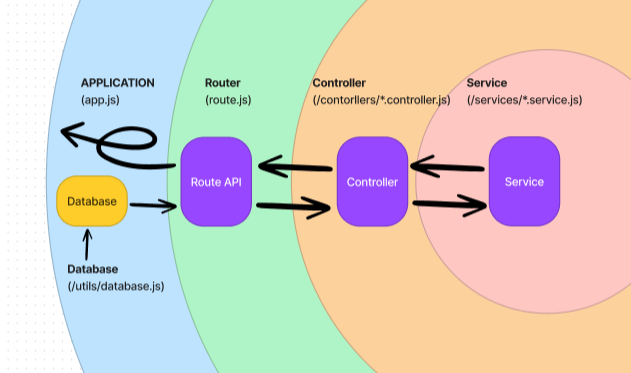 APPLICATION
(app.js)
Router
(route.js)
Controller
(/contorllers/*.controller.js)
Service
(/services/*.service.js)
Route API
Controller
Service
Database
Database
(/utils/database.js)